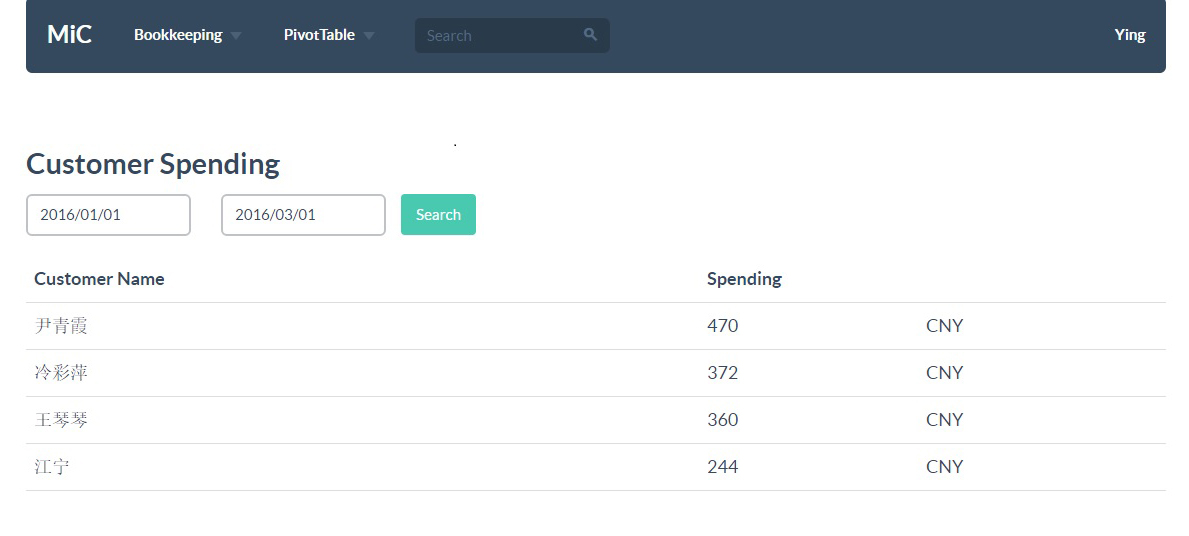 MiC Bookkeeping PivotTable Search Ying
Customer Spending
2016/01/01 2016/03/01 Search
Customer Name Spending
尹青霞 470 CNY
冷彩萍 372 CNY
王琴琴 360 CNY
江宁 244 CNY